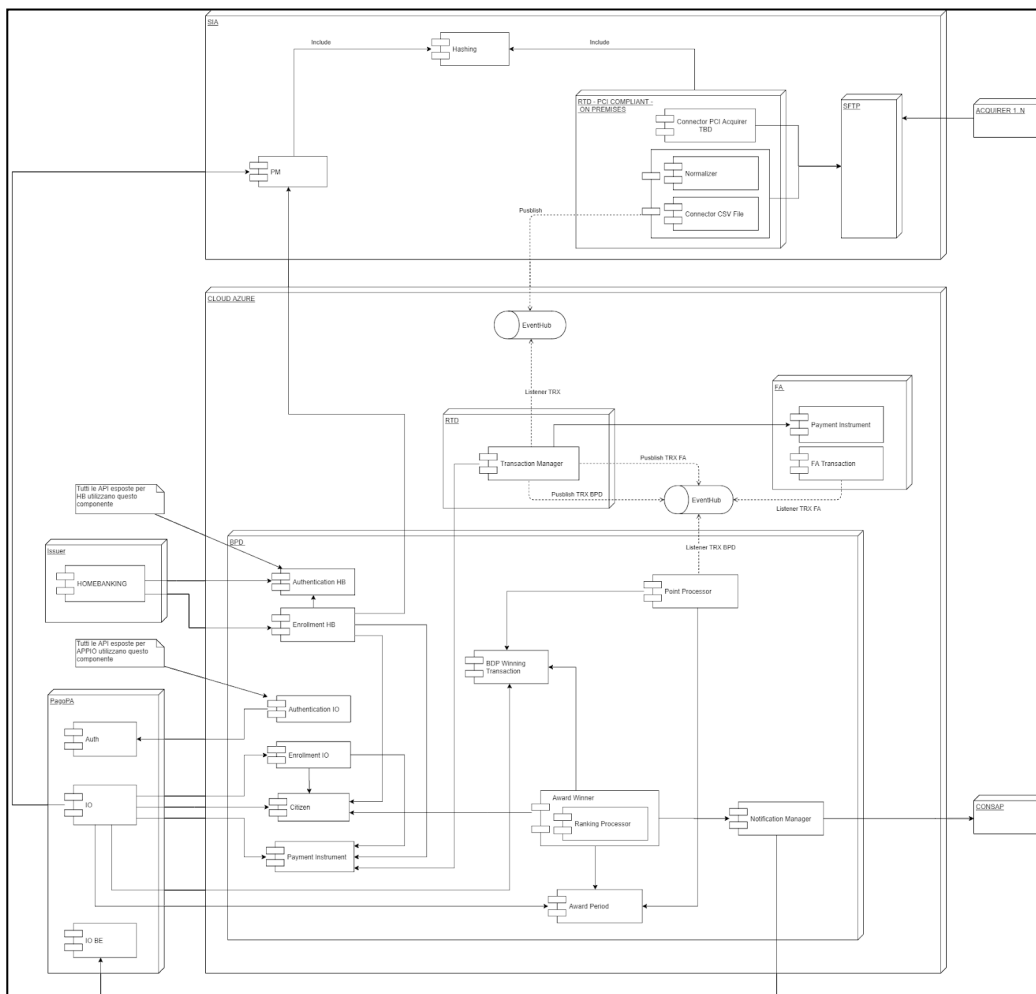 SIA
Include
Hashing
Include
RTD - PCI COMPLIANT -
ON PREMISES
SFTP
ACQUIRER 1..N
Connector PCI Acquirer
TBD
PM
Normalizer
Connector CSV File
Pusblish
CLOUD AZURE
EventHub
Listener TRX
FA
RTD
Payment Instrument
Transaction Manager
Pusblish TRX FA
FA Transaction
Tutti le API esposte per
HB utilizzano questo
componente
Pusblish TRX BPD
EventHub
Listener TRX FA
BPD
Listener TRX BPD
Issuer
HOMEBANKING
Authentication HB
Point Processor
Enrollment HB
Tutti le API esposte per
APPIO utilizzano questo
componente
BDP Winning
Transaction
PagoPA
Authentication IO
Auth
Enrollment IO
IO
Citizen
Award Winner
Ranking Processor
Notification Manager
CONSAP
Payment Instrument
Award Period
IO BE